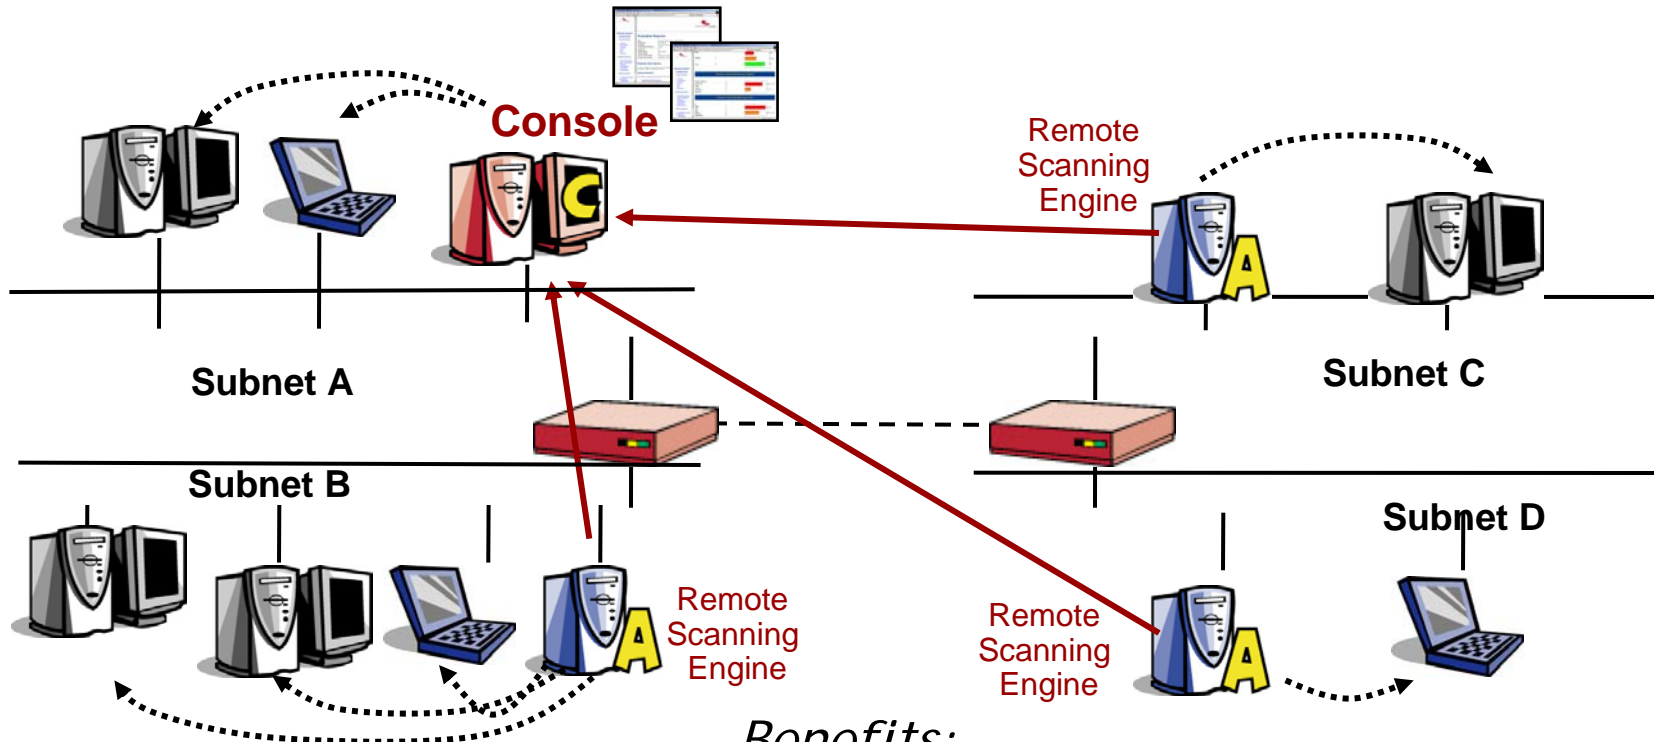 Console
Remote
Scanning
Engine
C
A
Subnet A
Subnet C
Subnet B
Subnet D
A
Remote
Scanning
Engine
Remote
Scanning
Engine
A
Benefits: